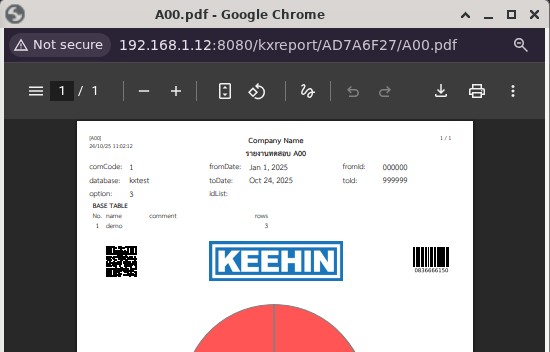 A00.pdf - Google Chrome
Not secure 192.168.1.12:8080/kxreport/AD7A6F27/A00.pdf
1 / 1
[A00] Company Name 1 / 1
24/10/25 11:02:12
รายงานทดสอบ A00
comCode: 1 fromDate: Jan 1, 2025 fromId: 000000
database: kxtest toDate: Oct 24, 2025 toId: 999999
option: 3 idList:
BASE TABLE
No. name comment rows
1 demo 3
KEEHIN
0836666150